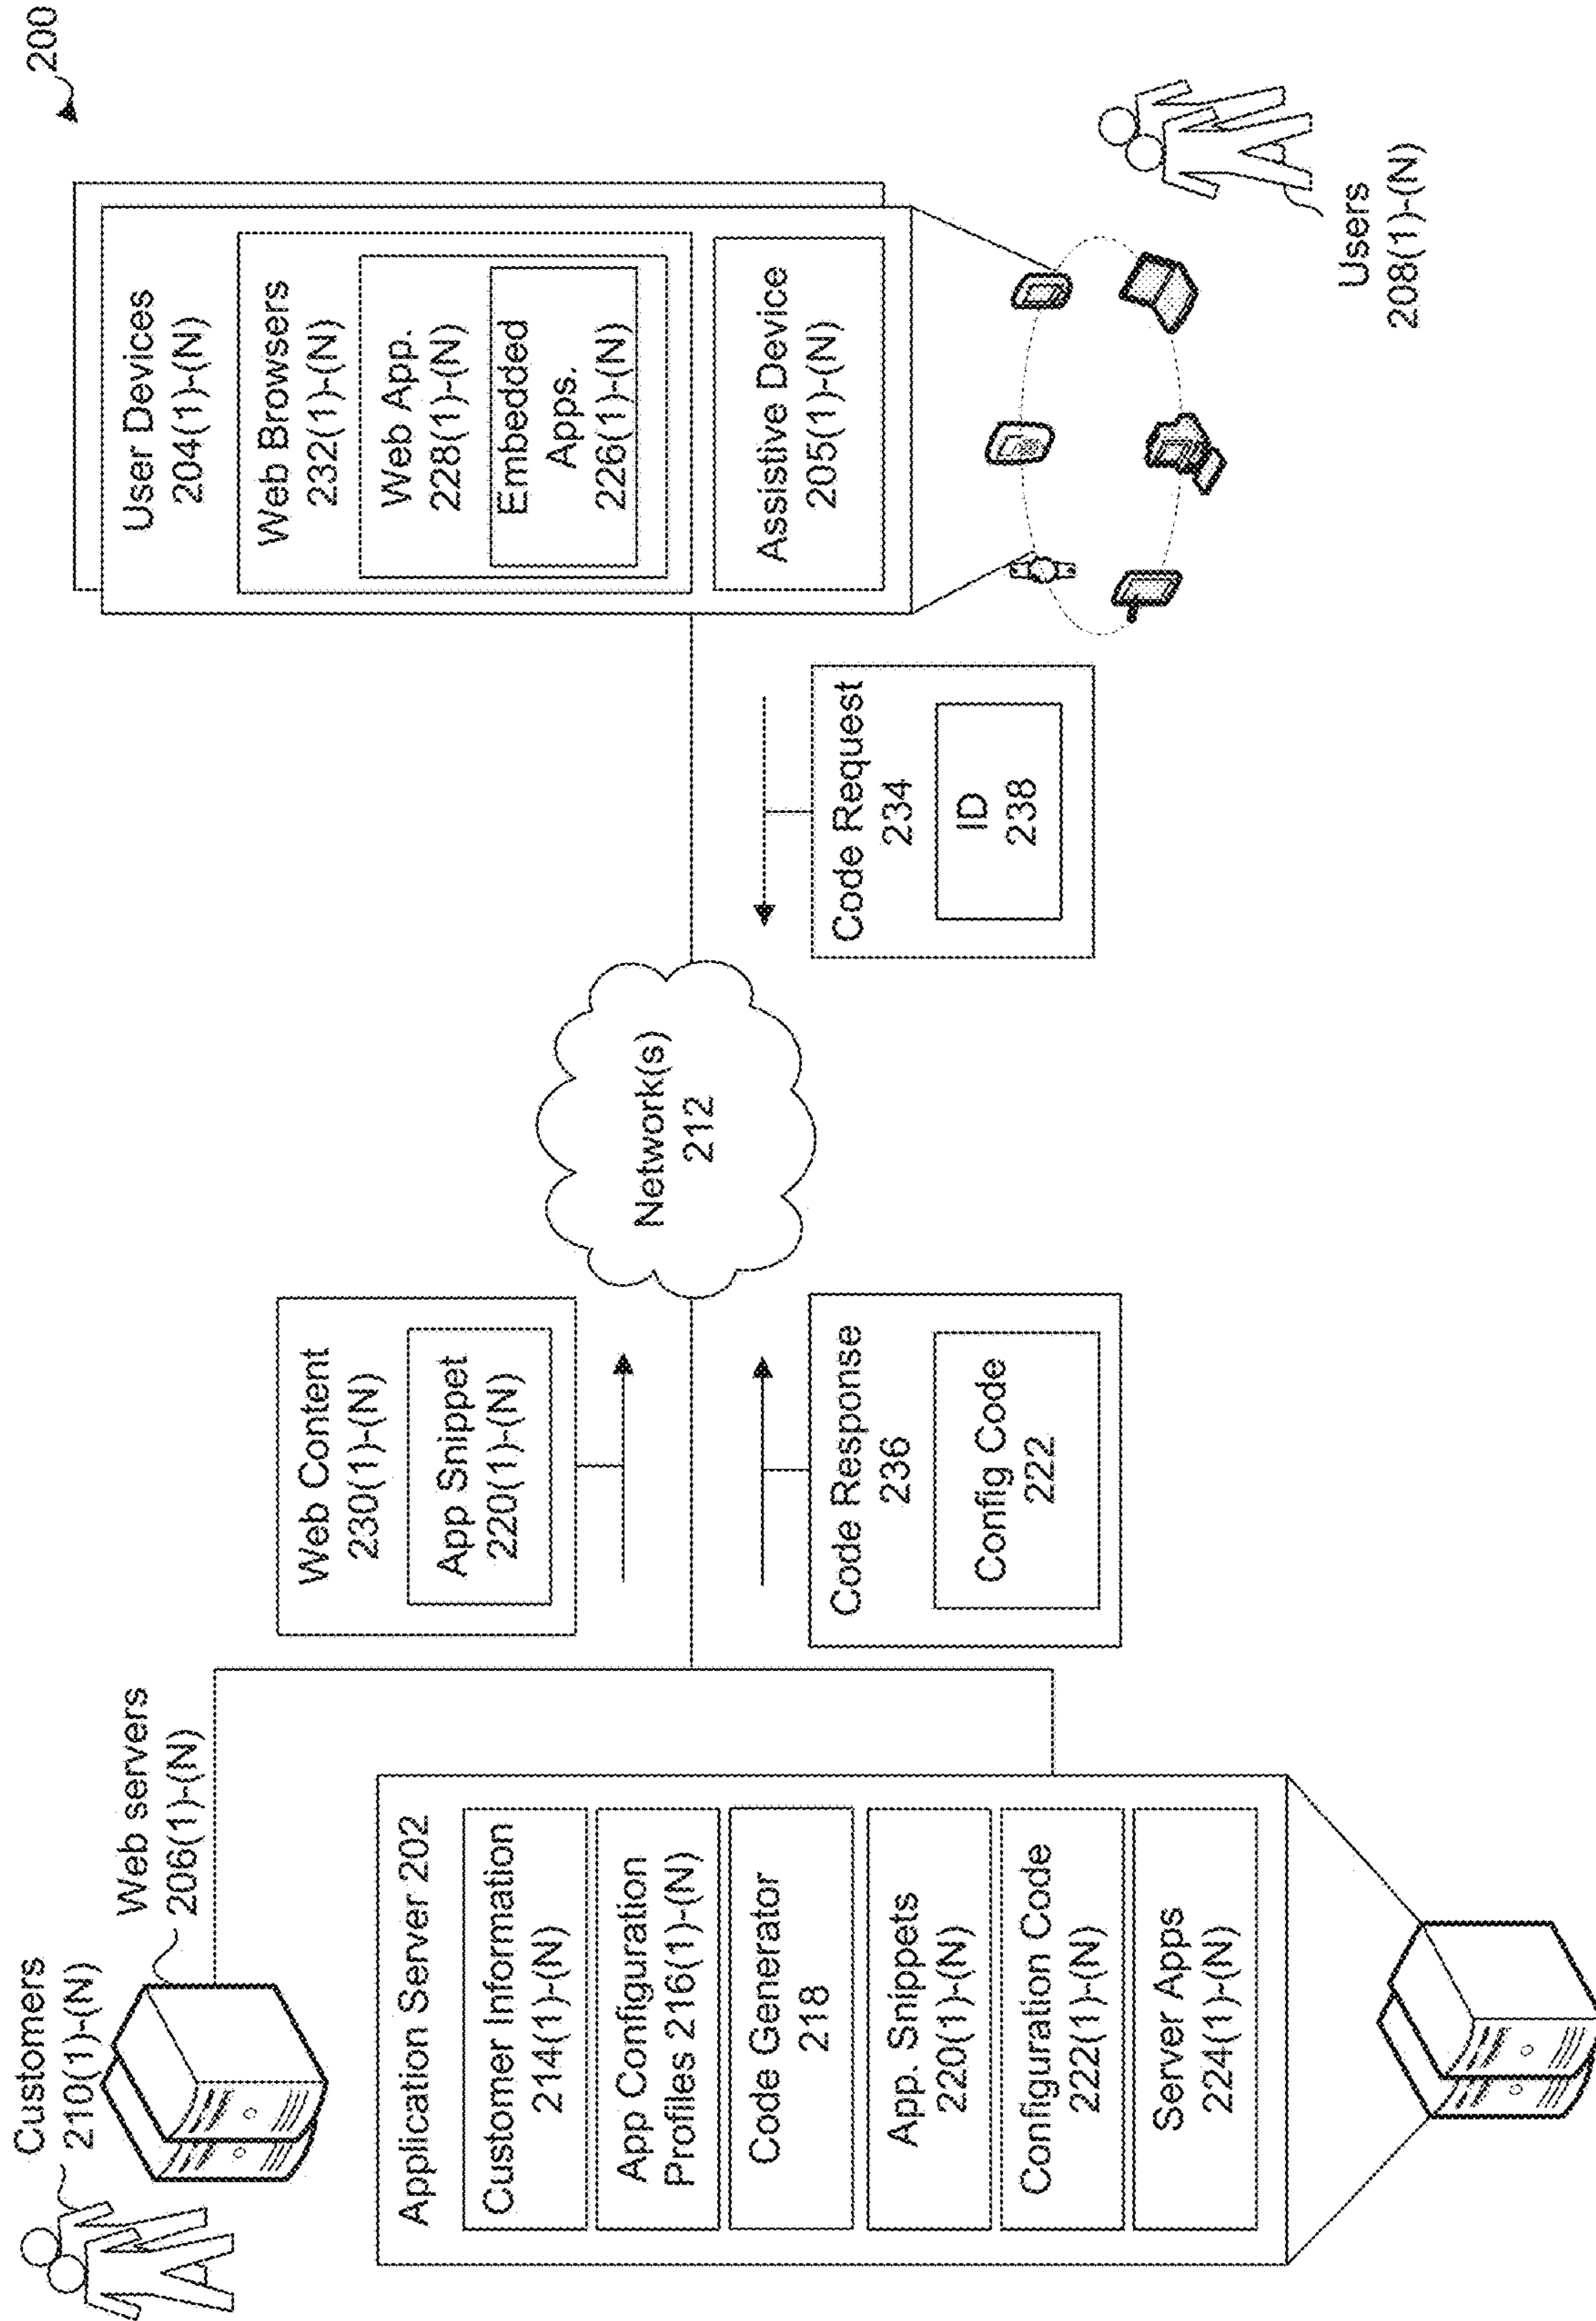 200
Customers
210(1)-(N)
Web servers
206(1)-(N)
Application Server 202
Customer Information
214(1)-(N)
App Configuration
Profiles 216(1)-(N)
Code Generator
218
App. Snippets
220(1)-(N)
Configuration Code
222(1)-(N)
Server Apps
224(1)-(N)
Web Content
230(1)-(N)
App Snippet
220(1)-(N)
Code Response
236
Config Code
222
Network(s)
212
Code Request
234
ID
238
User Devices
204(1)-(N)
Web Browsers
232(1)-(N)
Web App.
228(1)-(N)
Embedded
Apps.
226(1)-(N)
Assistive Device
205(1)-(N)
Users
208(1)-(N)